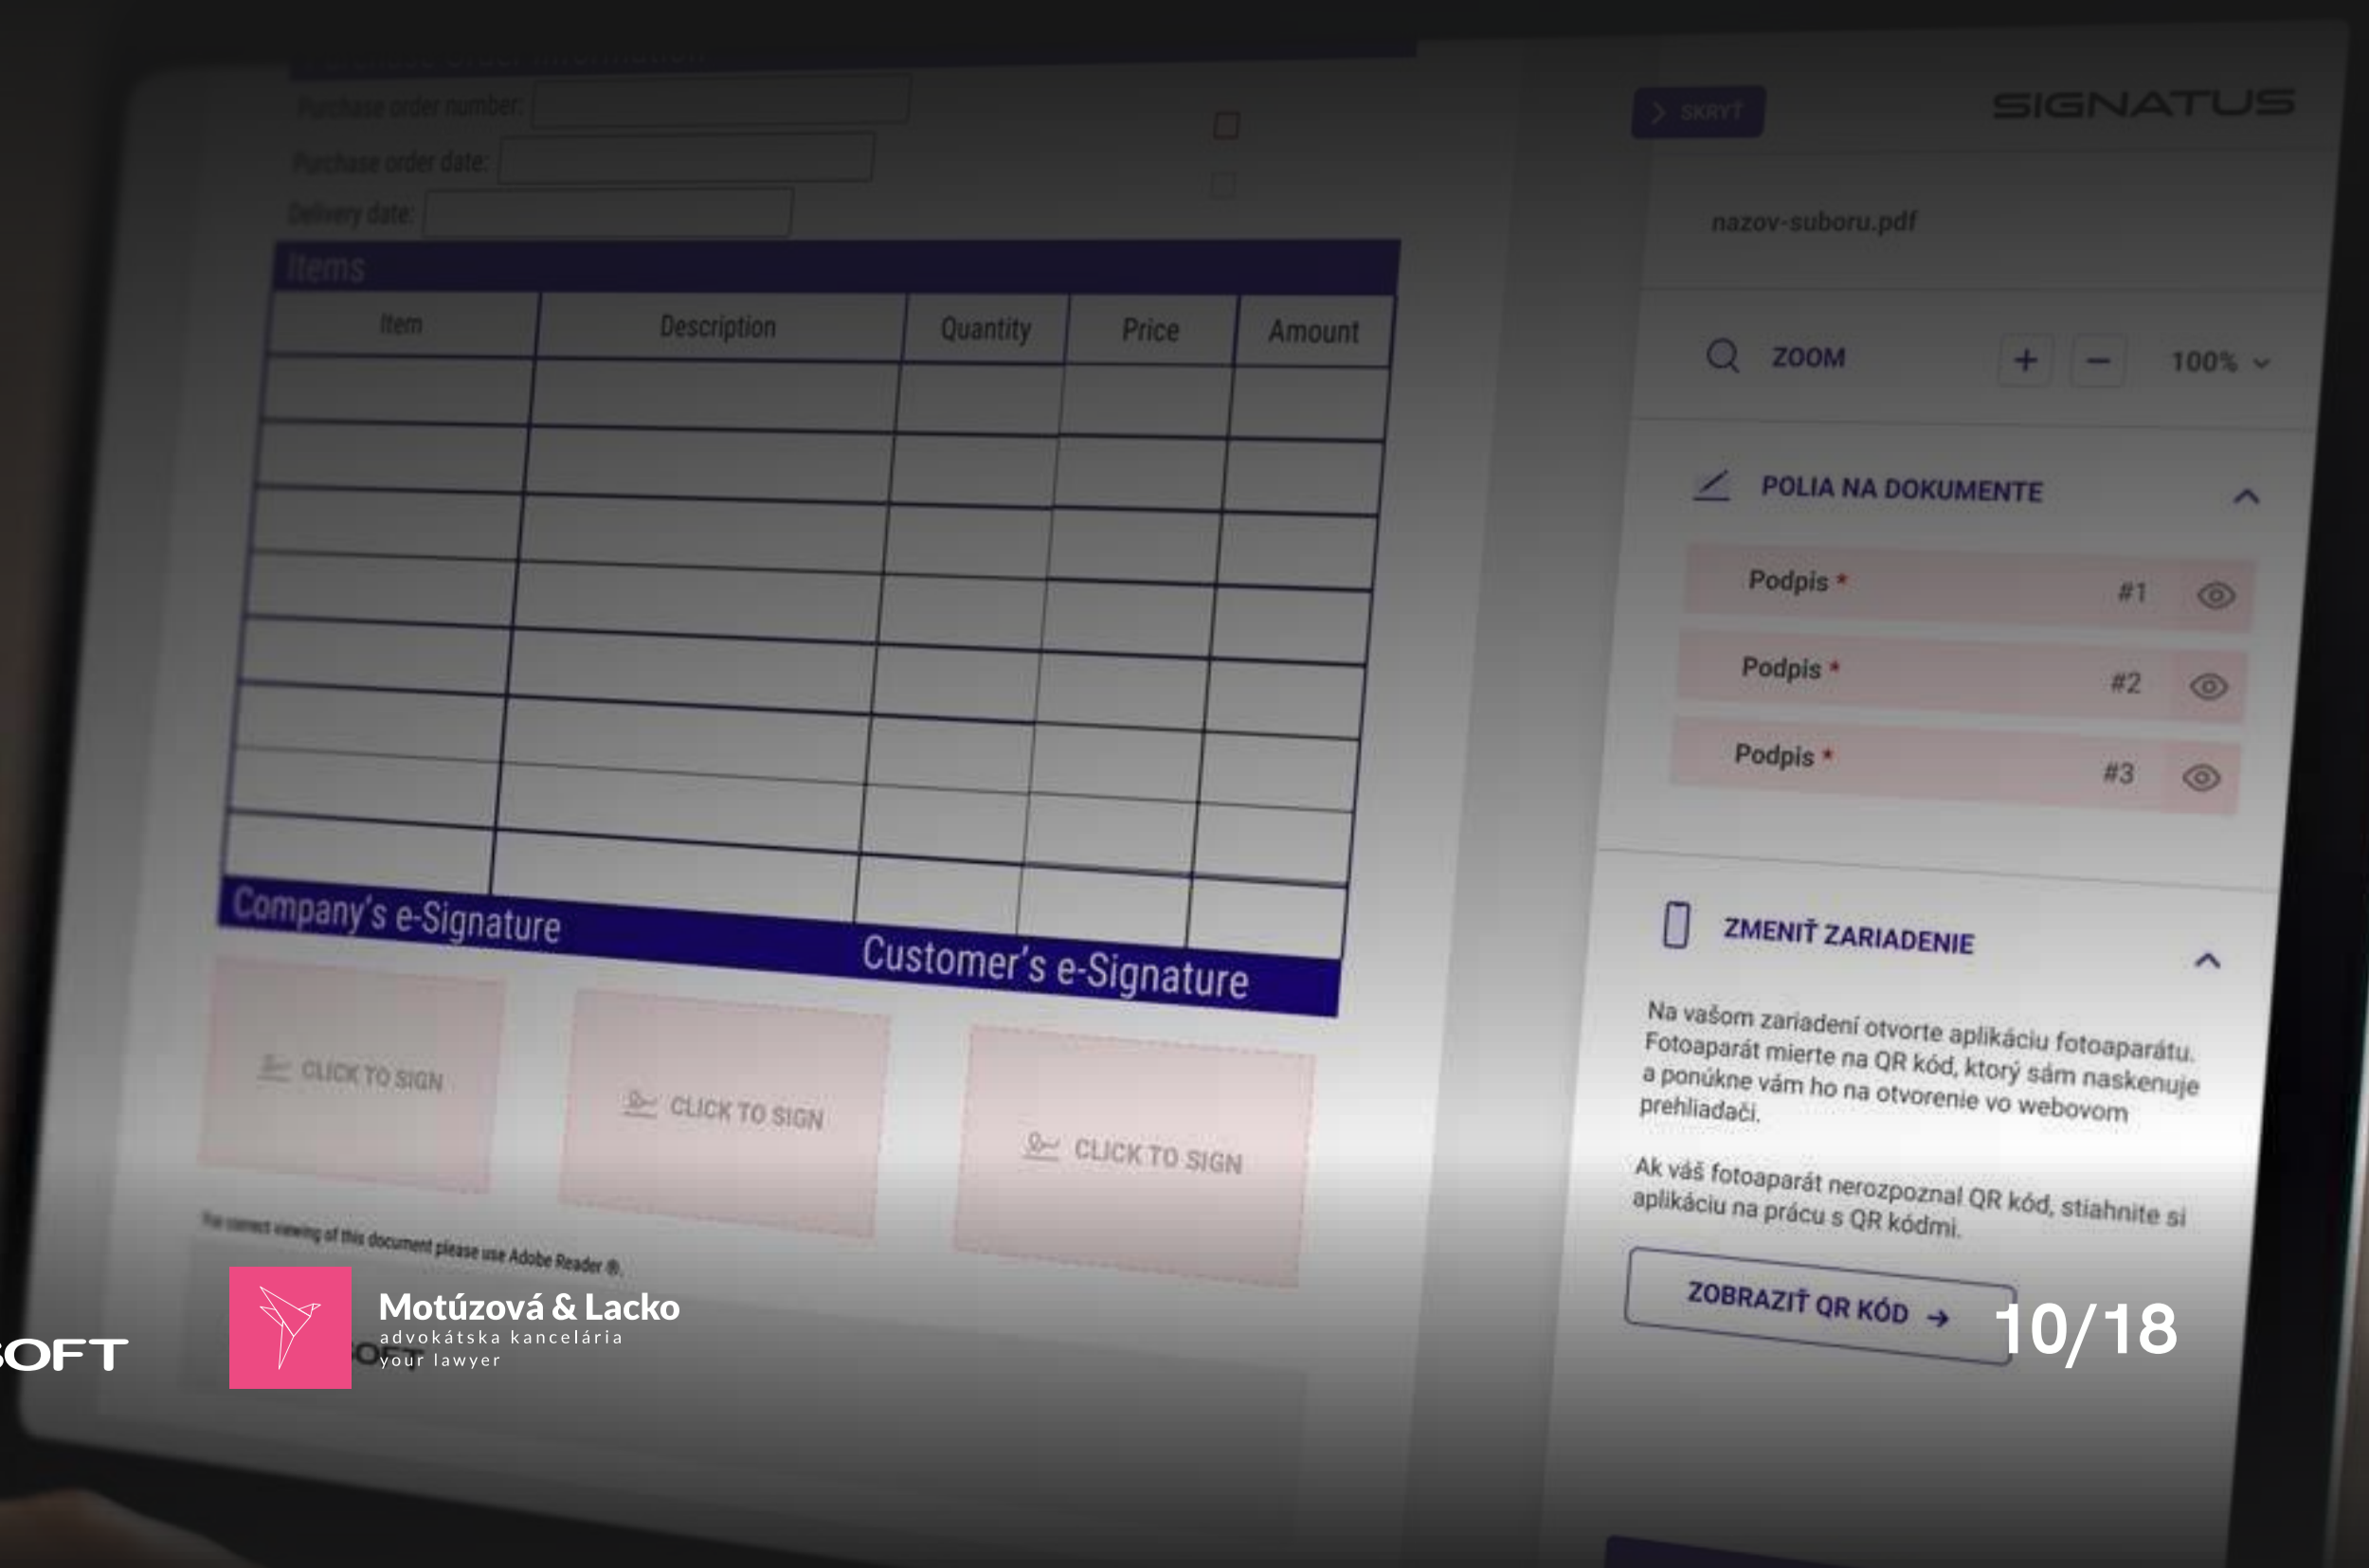 Purchase order information
Purchase order number:
Purchase order date:
Delivery date:
Items
Item Description Quantity Price Amount
Company's e-Signature
Customer's e-Signature
CLICK TO SIGN
CLICK TO SIGN
CLICK TO SIGN
For correct viewing of this document please use Adobe Reader ®.
SKRYŤ
SIGNATUS
nazov-suboru.pdf
ZOOM + − 100%
POLIA NA DOKUMENTE
Podpis * #1
Podpis * #2
Podpis * #3
ZMENIŤ ZARIADENIE
Na vašom zariadení otvorte aplikáciu fotoaparátu.
Fotoaparát mierte na QR kód, ktorý sám naskenuje
a ponúkne vám ho na otvorenie vo webovom
prehliadači.
Ak váš fotoaparát nerozpoznal QR kód, stiahnite si
aplikáciu na prácu s QR kódmi.
ZOBRAZIŤ QR KÓD →
SOFT
Motúzová & Lacko
advokátska kancelária
your lawyer
10/18